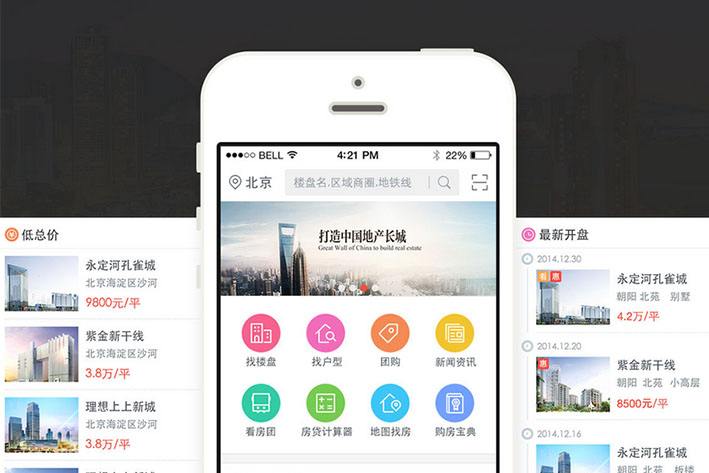 ●●●○○ BELL 4:21 PM 22%
北京 楼盘名,区域商圈,地铁线
打造中国地产长城
Great Wall of China to build real estate
找楼盘 找户型 团购 新闻资讯
看房团 房贷计算器 地图找房 购房宝典
低总价
永定河孔雀城
北京海淀区沙河
9800元/平
紫金新干线
北京海淀区沙河
3.8万/平
理想上上新城
北京海淀区沙河
3.8万/平
最新开盘
2014.12.30
看 惠
永定河孔雀城
朝阳 北苑 别墅
4.2万/平
2014.12.20
惠
紫金新干线
朝阳 北苑 小高层
8500元/平
2014.12.16
永定河孔雀城